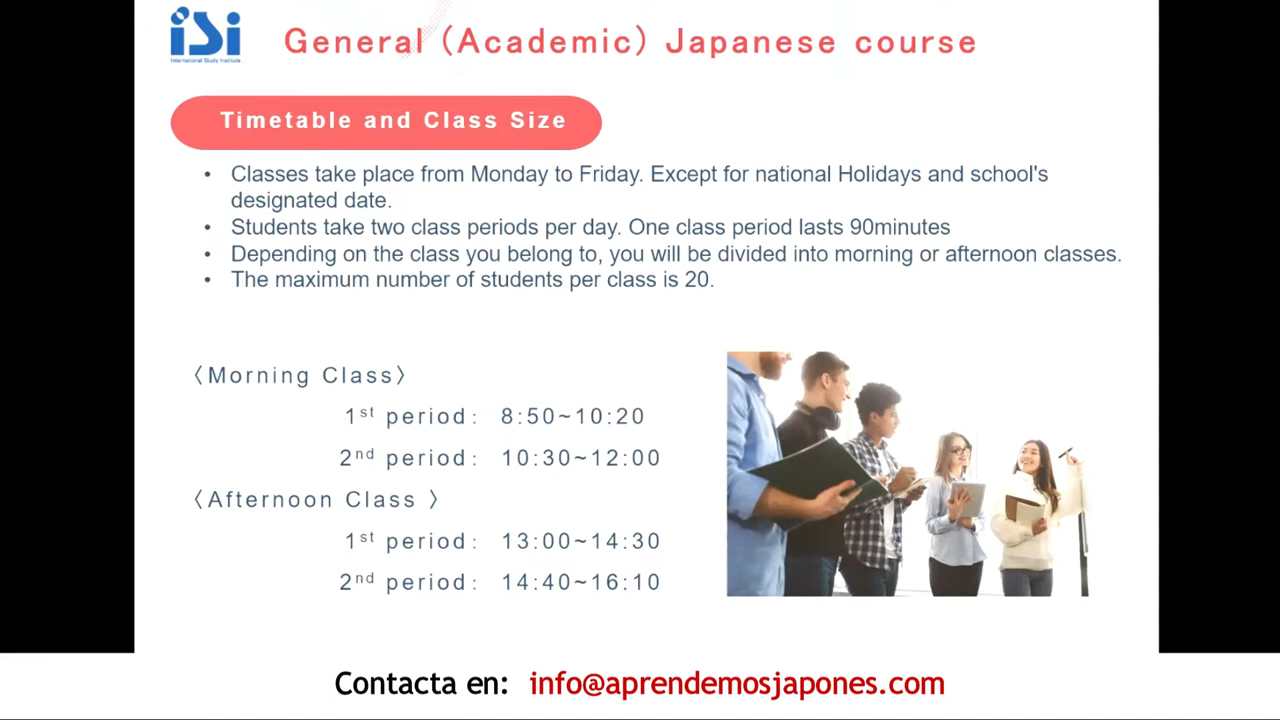 iSi
International Study Institute
General (Academic) Japanese course
Timetable and Class Size
• Classes take place from Monday to Friday. Except for national Holidays and school's
designated date.
• Students take two class periods per day. One class period lasts 90minutes
• Depending on the class you belong to, you will be divided into morning or afternoon classes.
• The maximum number of students per class is 20.
〈Morning Class〉
1st period: 8:50~10:20
2nd period: 10:30~12:00
〈Afternoon Class 〉
1st period: 13:00~14:30
2nd period: 14:40~16:10
Contacta en: info@aprendemosjapones.com